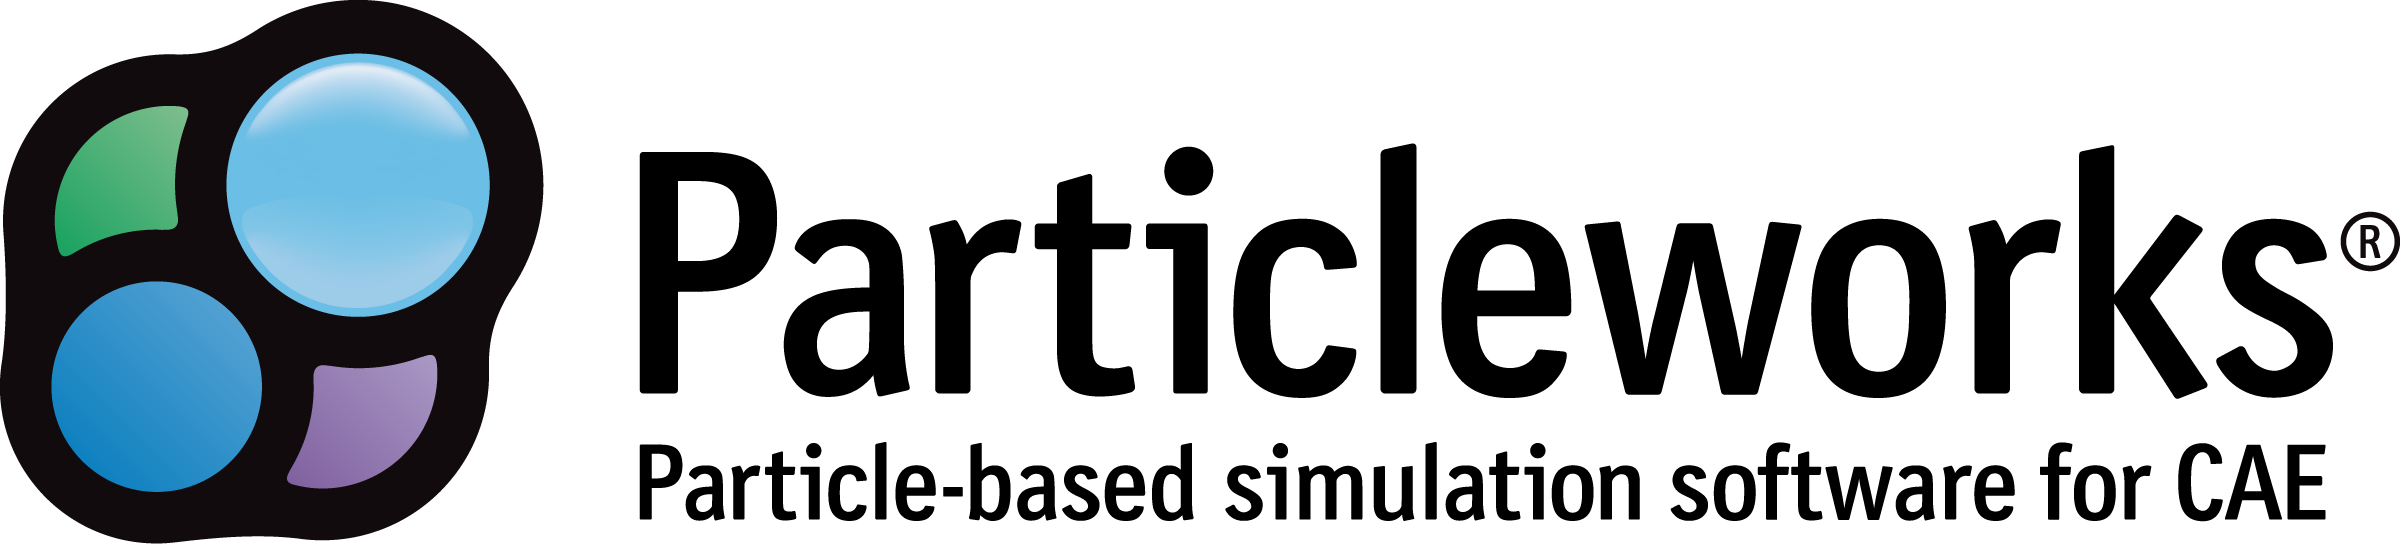 Particleworks®
Particle-based simulation software for CAE